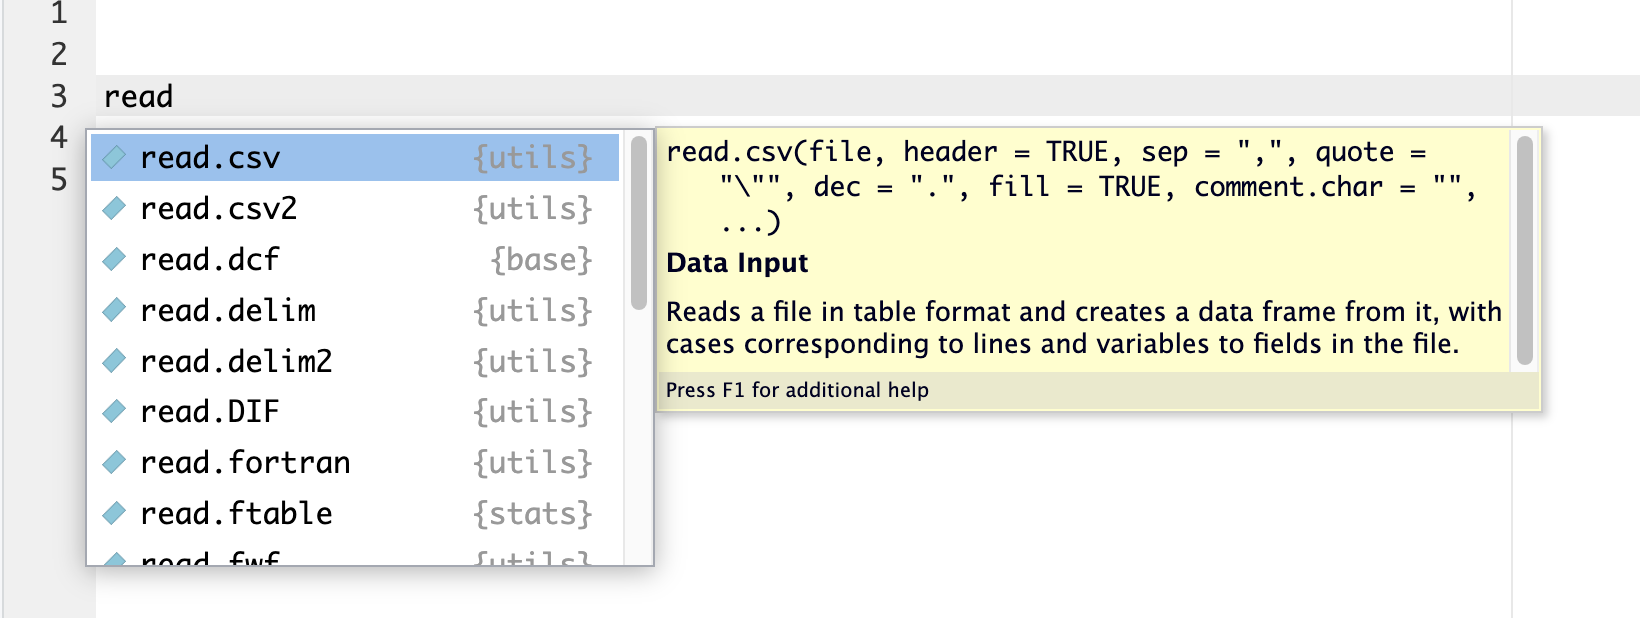 1
2
3 read
4
5
read.csv {utils}
read.csv2 {utils}
read.dcf {base}
read.delim {utils}
read.delim2 {utils}
read.DIF {utils}
read.fortran {utils}
read.ftable {stats}
read.fwf {utils}
read.csv(file, header = TRUE, sep = ",", quote =
"\"", dec = ".", fill = TRUE, comment.char = "",
...)
Data Input
Reads a file in table format and creates a data frame from it, with
cases corresponding to lines and variables to fields in the file.
Press F1 for additional help